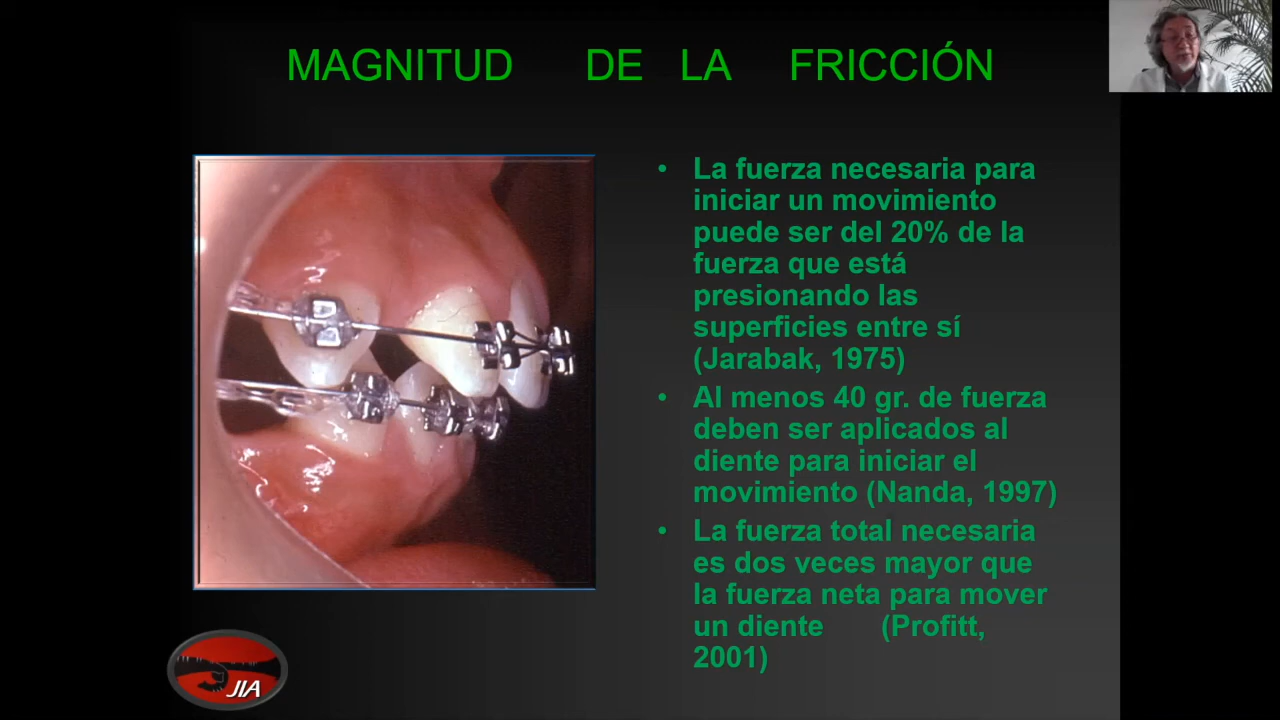 MAGNITUD DE LA FRICCIÓN
• La fuerza necesaria para
iniciar un movimiento
puede ser del 20% de la
fuerza que está
presionando las
superficies entre sí
(Jarabak, 1975)
• Al menos 40 gr. de fuerza
deben ser aplicados al
diente para iniciar el
movimiento (Nanda, 1997)
• La fuerza total necesaria
es dos veces mayor que
la fuerza neta para mover
un diente (Profitt,
2001)
JIA